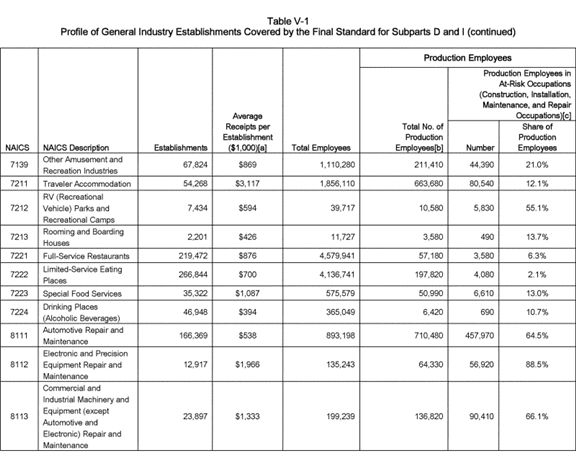 Table V-1
Profile of General Industry Establishments Covered by the Final Standard for Subparts D and I (continued)
Production Employees
Production Employees in
At-Risk Occupations
(Construction, Installation,
Maintenance, and Repair
Occupations)[c]
NAICS NAICS Description Establishments Average Receipts per Establishment ($1,000)[a] Total Employees Total No. of Production Employees[b] Number Share of Production Employees
7139 Other Amusement and Recreation Industries 67,824 $869 1,110,280 211,410 44,390 21.0%
7211 Traveler Accommodation 54,268 $3,117 1,856,110 663,680 80,540 12.1%
7212 RV (Recreational Vehicle) Parks and Recreational Camps 7,434 $594 39,717 10,580 5,830 55.1%
7213 Rooming and Boarding Houses 2,201 $426 11,727 3,580 490 13.7%
7221 Full-Service Restaurants 219,472 $876 4,579,941 57,180 3,580 6.3%
7222 Limited-Service Eating Places 266,844 $700 4,136,741 197,820 4,080 2.1%
7223 Special Food Services 35,322 $1,087 575,579 50,990 6,610 13.0%
7224 Drinking Places (Alcoholic Beverages) 46,948 $394 365,049 6,420 690 10.7%
8111 Automotive Repair and Maintenance 166,369 $538 893,198 710,480 457,970 64.5%
8112 Electronic and Precision Equipment Repair and Maintenance 12,917 $1,966 135,243 64,330 56,920 88.5%
8113 Commercial and Industrial Machinery and Equipment (except Automotive and Electronic) Repair and Maintenance 23,897 $1,333 199,239 136,820 90,410 66.1%